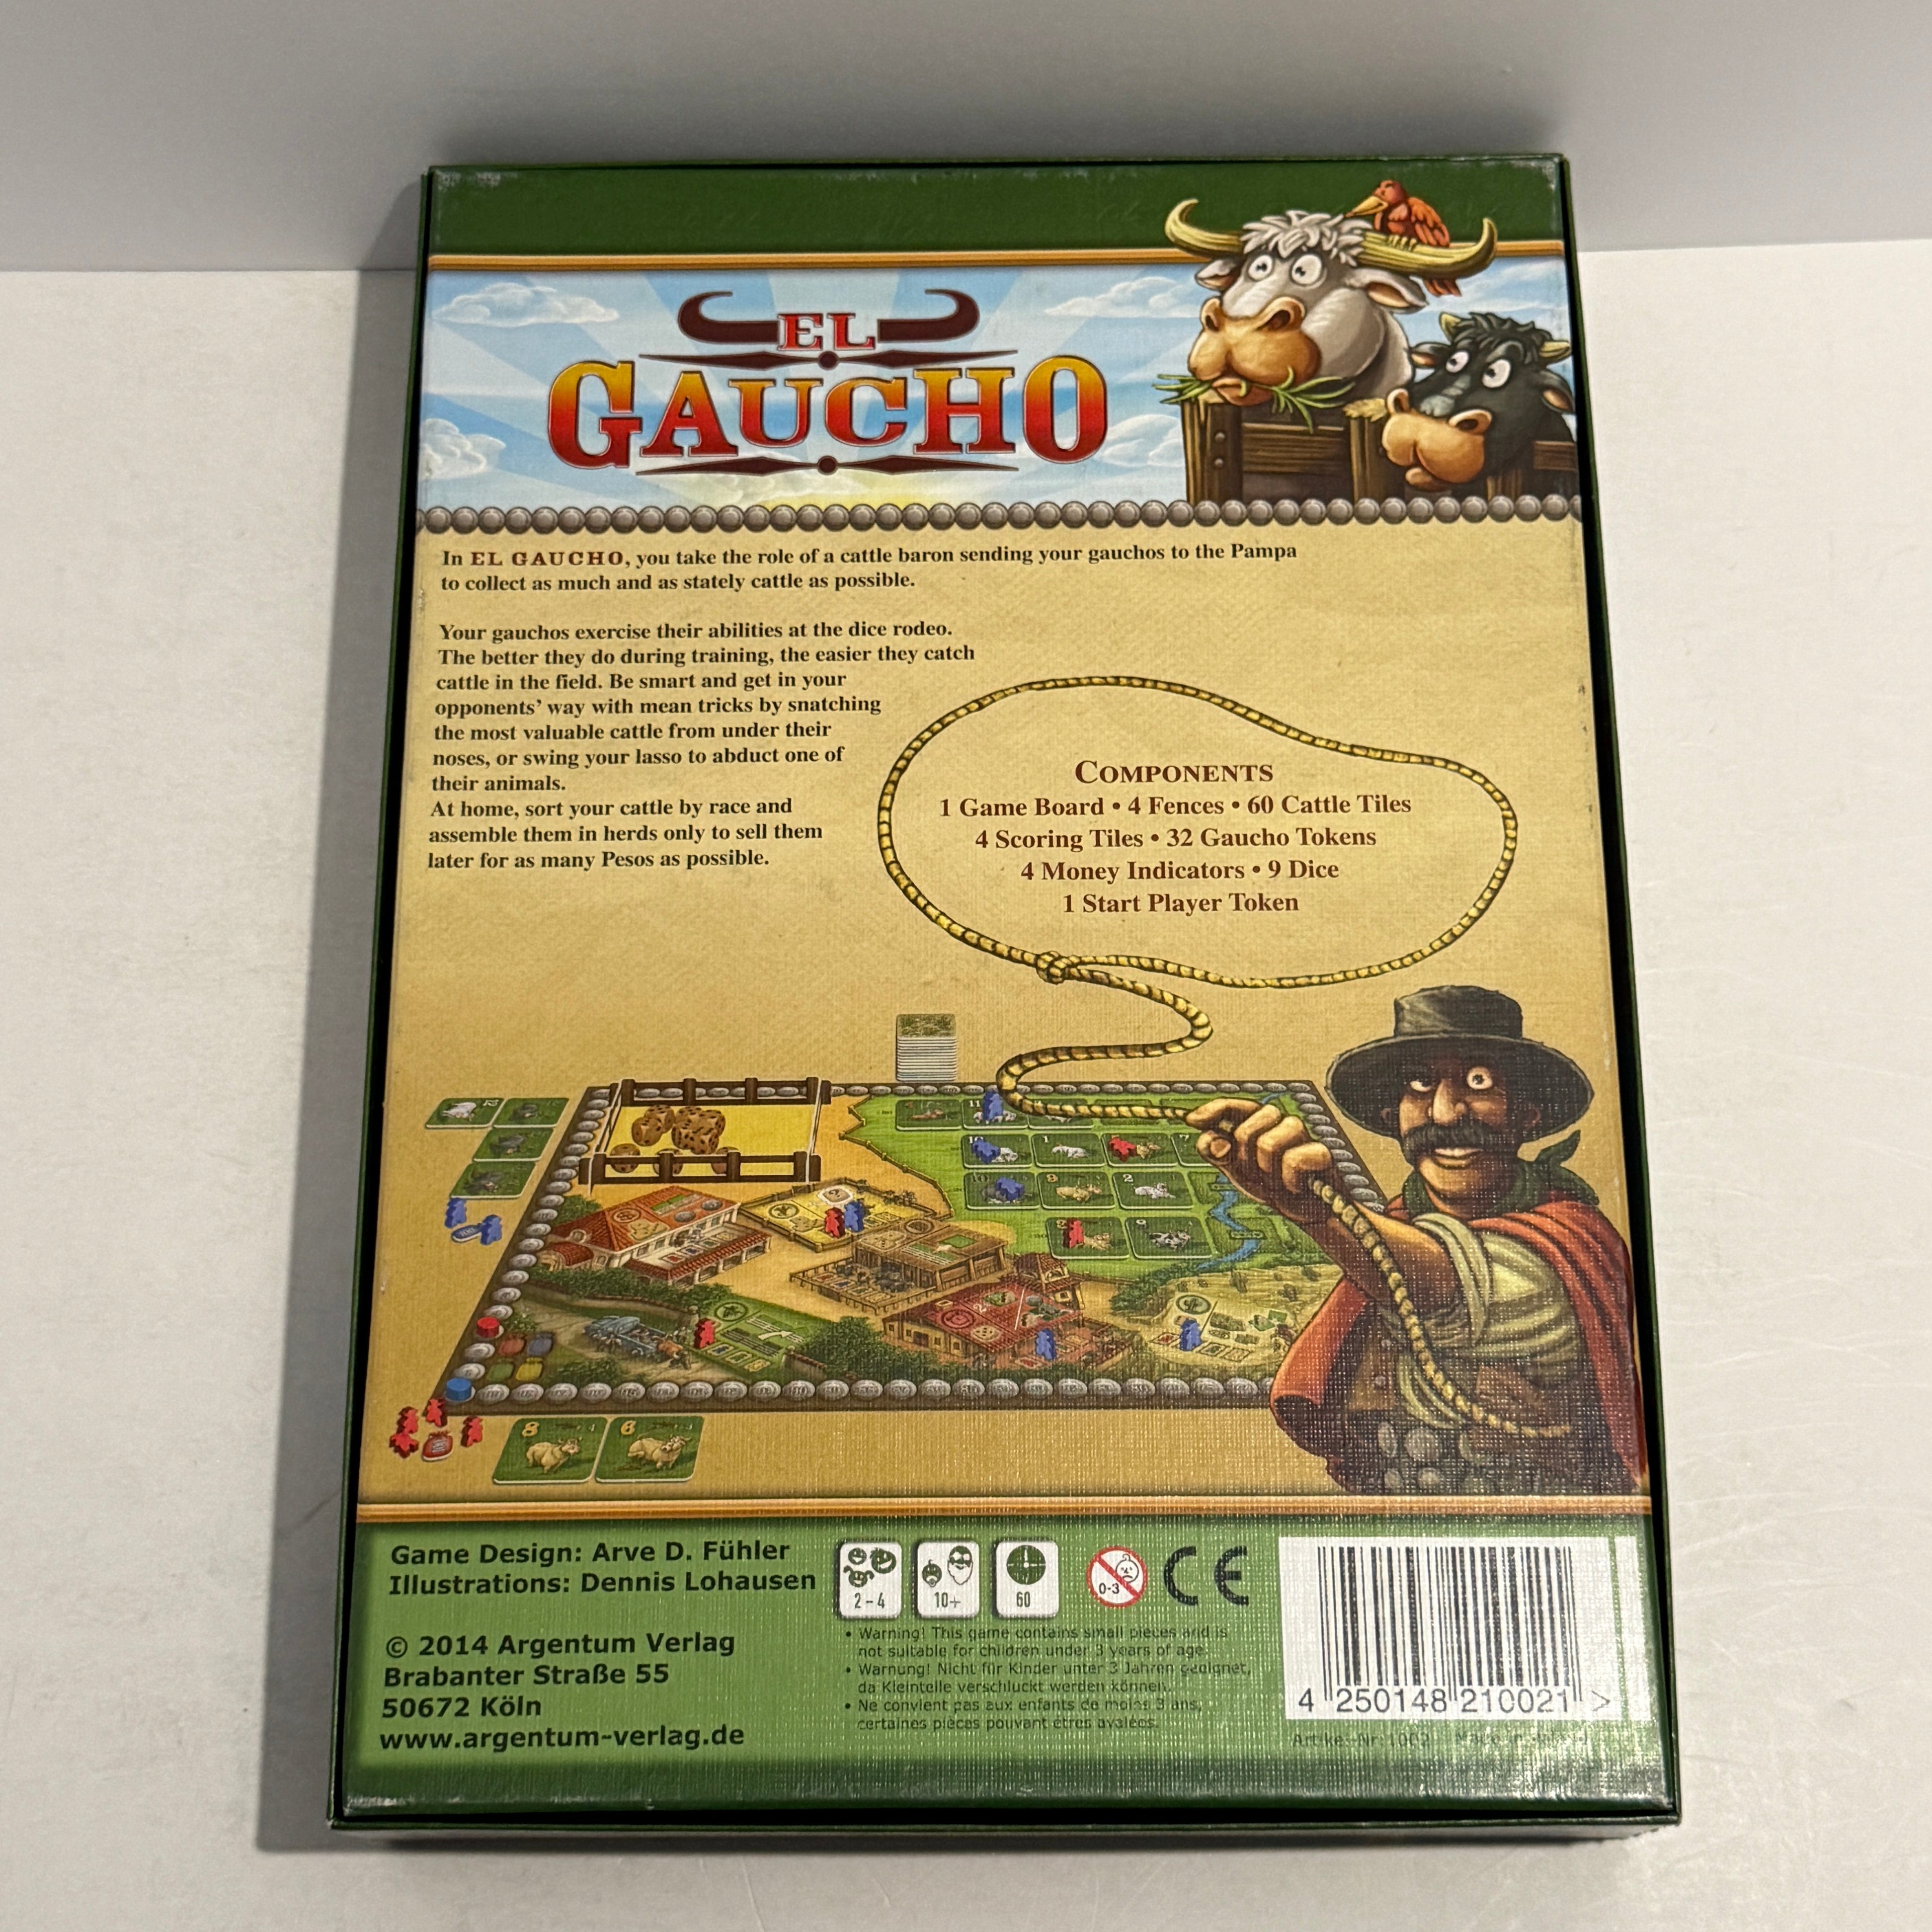 EL
GAUCHO
In EL GAUCHO, you take the role of a cattle baron sending your gauchos to the Pampa
to collect as much and as stately cattle as possible.
Your gauchos exercise their abilities at the dice rodeo.
The better they do during training, the easier they catch
cattle in the field. Be smart and get in your
opponents' way with mean tricks by snatching
the most valuable cattle from under their
noses, or swing your lasso to abduct one of
their animals.
At home, sort your cattle by race and
assemble them in herds only to sell them
later for as many Pesos as possible.
COMPONENTS
1 Game Board • 4 Fences • 60 Cattle Tiles
4 Scoring Tiles • 32 Gaucho Tokens
4 Money Indicators • 9 Dice
1 Start Player Token
8
6
Game Design: Arve D. Fühler
Illustrations: Dennis Lohausen
© 2014 Argentum Verlag
Brabanter Straße 55
50672 Köln
www.argentum-verlag.de
2-4
10+
60
0-3
CE
• Warning! This game contains small pieces and is
not suitable for children under 3 years of age.
• Warnung! Nicht für Kinder unter 3 Jahren geeignet,
da Kleinteile verschluckt werden können.
• Ne convient pas aux enfants de moins 3 ans,
certaines pièces pouvant êtres avalées.
4 250148 210021 >
Artikel-Nr. 1002 Made in